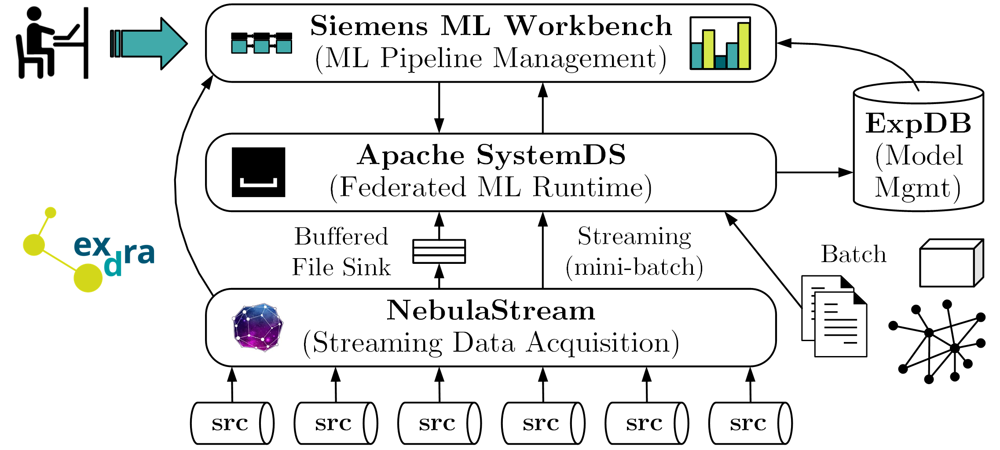 Siemens ML Workbench
(ML Pipeline Management)
Apache SystemDS
(Federated ML Runtime)
ExpDB
(Model
Mgmt)
Buffered
File Sink
Streaming
(mini-batch)
Batch
exdra
NebulaStream
(Streaming Data Acquisition)
src
src
src
src
src
src